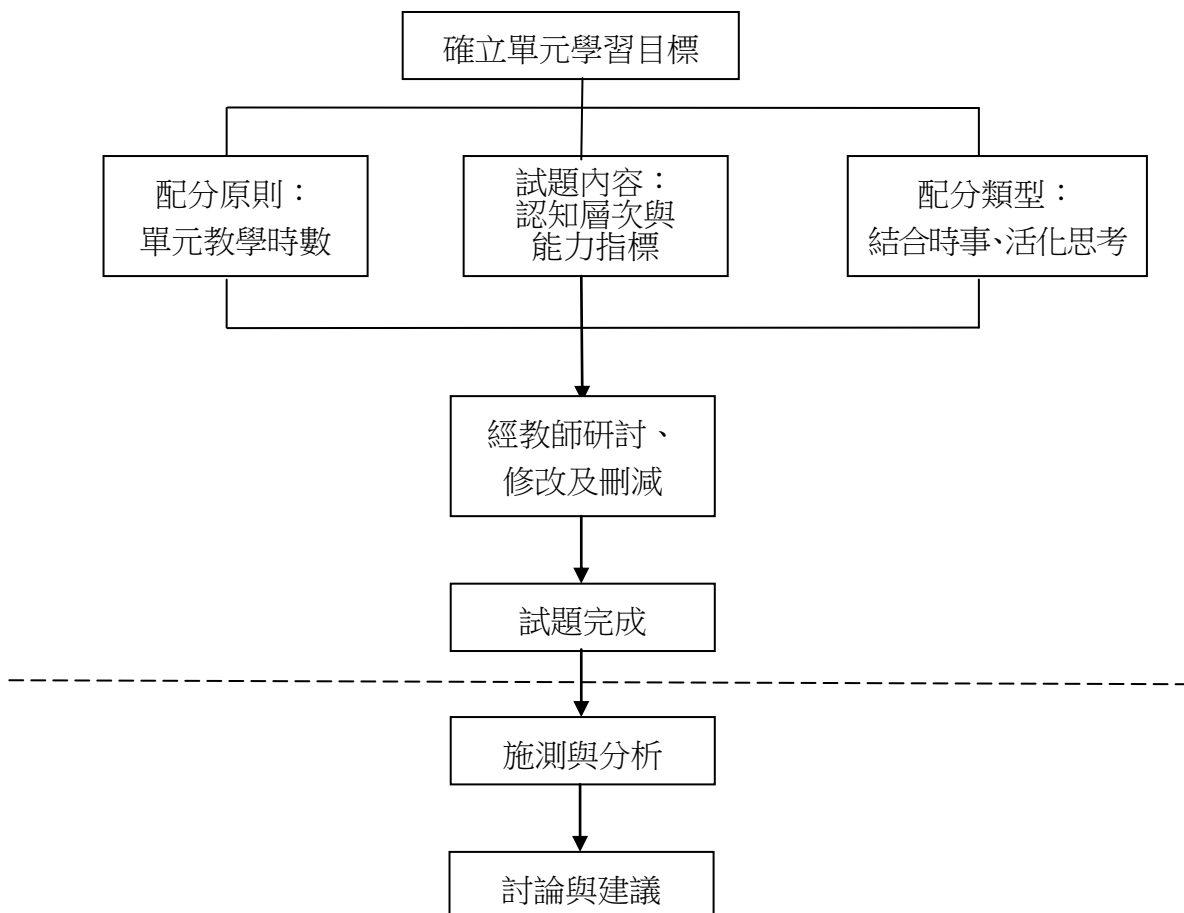 確立單元學習目標
配分原則：
單元教學時數
試題內容：
認知層次與
能力指標
配分類型：
結合時事、活化思考
經教師研討、
修改及刪减
試題完成
施測與分析
討論與建議